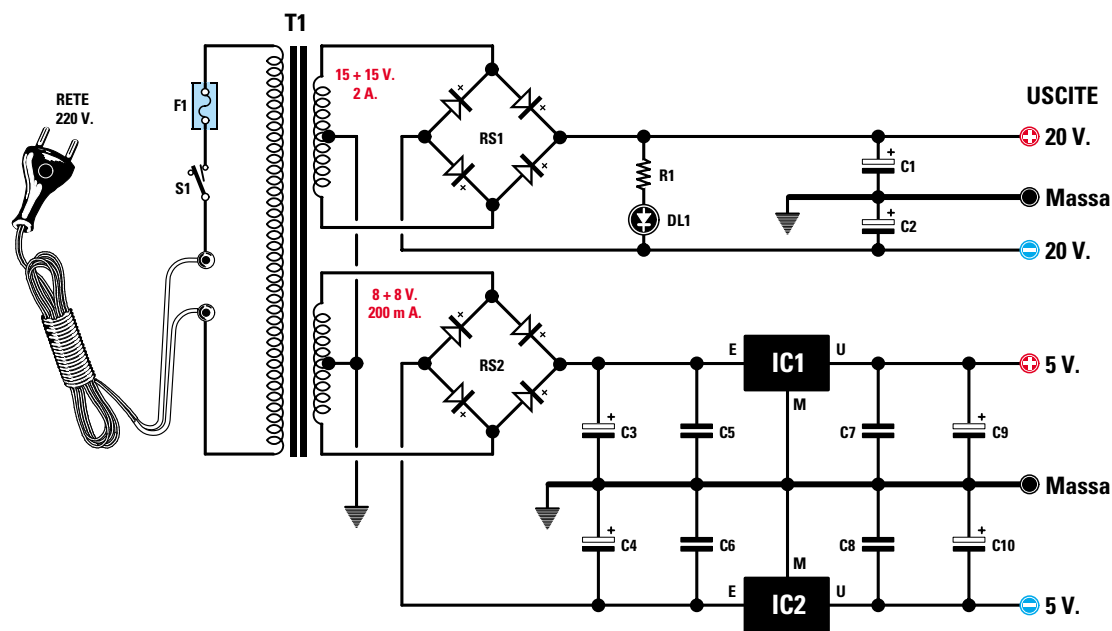 T1
RETE
220 V.
F1
S1
15 + 15 V.
2 A.
RS1
R1
DL1
C1
C2
USCITE
+ 20 V.
Massa
- 20 V.
8 + 8 V.
200 m A.
RS2
E IC1 U
M
+ 5 V.
C3 C5 C7 C9
Massa
C4 C6 C8 C10
M
E IC2 U
- 5 V.